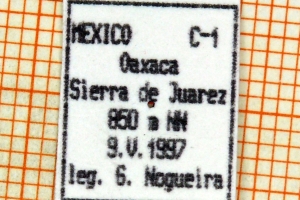 MEXICO C-1
Oaxaca
Sierra de Juarez
850 m NN
9.V.1997
leg. G. Nogueira